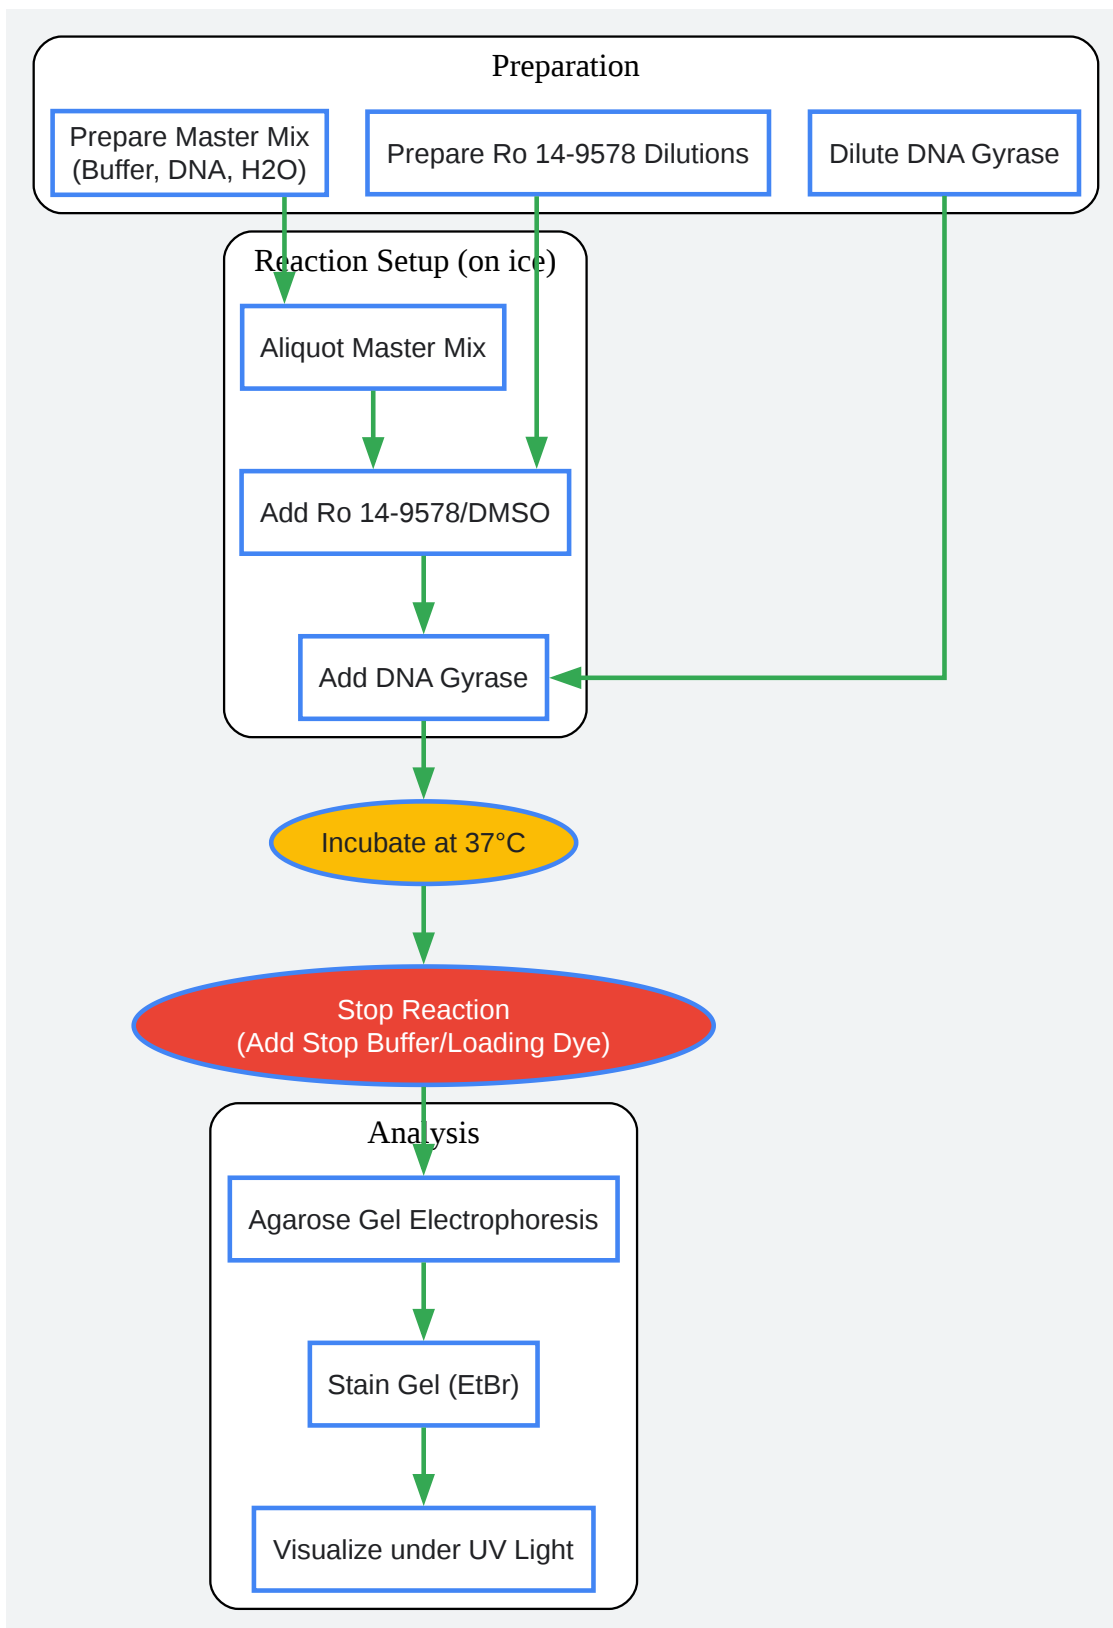 Preparation
Prepare Master Mix
(Buffer, DNA, H2O)
Prepare Ro 14-9578 Dilutions
Dilute DNA Gyrase
Reaction Setup (on ice)
Aliquot Master Mix
Add Ro 14-9578/DMSO
Add DNA Gyrase
Incubate at 37°C
Stop Reaction
(Add Stop Buffer/Loading Dye)
Analysis
Agarose Gel Electrophoresis
Stain Gel (EtBr)
Visualize under UV Light